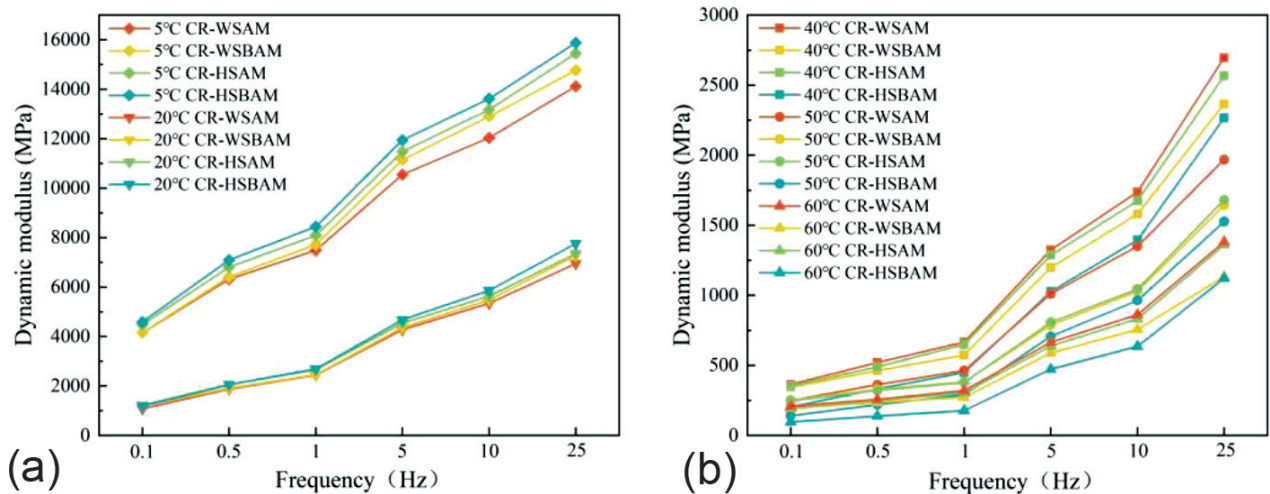 16000
14000
12000
10000
8000
6000
4000
2000
0
Dynamic modulus (MPa)
5℃ CR-WSAM
5℃ CR-WSBAM
5℃ CR-HSAM
5℃ CR-HSBAM
20℃ CR-WSAM
20℃ CR-WSBAM
20℃ CR-HSAM
20℃ CR-HSBAM
0.1 0.5 1 5 10 25
Frequency（Hz）
(a)
3000
2500
2000
1500
1000
500
0
Dynamic modulus (MPa)
40℃ CR-WSAM
40℃ CR-WSBAM
40℃ CR-HSAM
40℃ CR-HSBAM
50℃ CR-WSAM
50℃ CR-WSBAM
50℃ CR-HSAM
50℃ CR-HSBAM
60℃ CR-WSAM
60℃ CR-WSBAM
60℃ CR-HSAM
60℃ CR-HSBAM
0.1 0.5 1 5 10 25
Frequency（Hz）
(b)